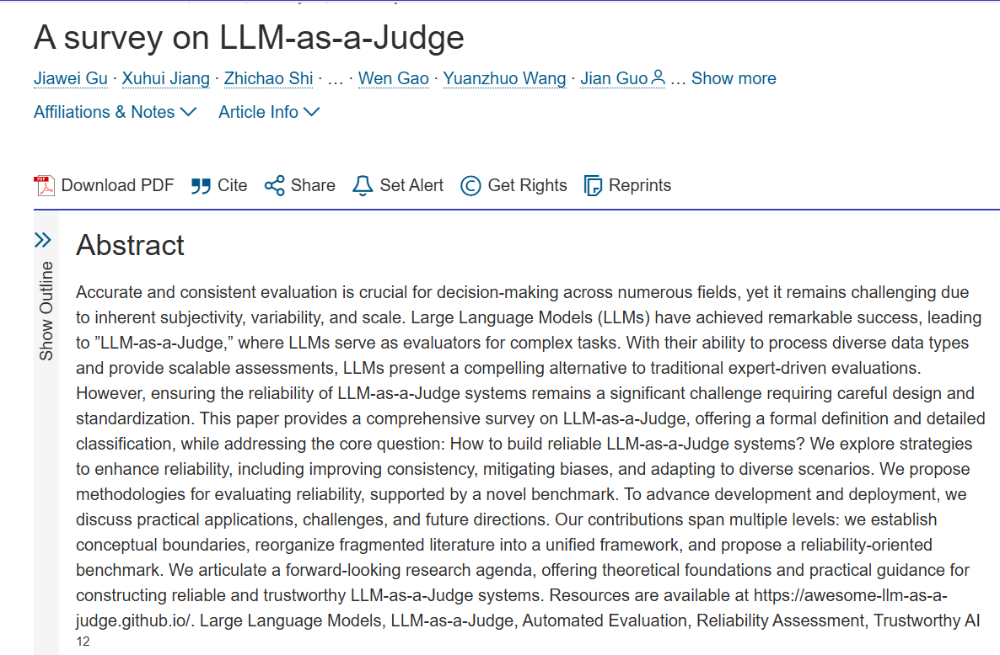 A survey on LLM-as-a-Judge
Jiawei Gu · Xuhui Jiang · Zhichao Shi · … · Wen Gao · Yuanzhuo Wang · Jian Guo … Show more
Affiliations & Notes Article Info
Download PDF Cite Share Set Alert Get Rights Reprints
Show Outline
Abstract
Accurate and consistent evaluation is crucial for decision-making across numerous fields, yet it remains challenging due
to inherent subjectivity, variability, and scale. Large Language Models (LLMs) have achieved remarkable success, leading
to ”LLM-as-a-Judge,” where LLMs serve as evaluators for complex tasks. With their ability to process diverse data types
and provide scalable assessments, LLMs present a compelling alternative to traditional expert-driven evaluations.
However, ensuring the reliability of LLM-as-a-Judge systems remains a significant challenge requiring careful design and
standardization. This paper provides a comprehensive survey on LLM-as-a-Judge, offering a formal definition and detailed
classification, while addressing the core question: How to build reliable LLM-as-a-Judge systems? We explore strategies
to enhance reliability, including improving consistency, mitigating biases, and adapting to diverse scenarios. We propose
methodologies for evaluating reliability, supported by a novel benchmark. To advance development and deployment, we
discuss practical applications, challenges, and future directions. Our contributions span multiple levels: we establish
conceptual boundaries, reorganize fragmented literature into a unified framework, and propose a reliability-oriented
benchmark. We articulate a forward-looking research agenda, offering theoretical foundations and practical guidance for
constructing reliable and trustworthy LLM-as-a-Judge systems. Resources are available at https://awesome-llm-as-a-
judge.github.io/. Large Language Models, LLM-as-a-Judge, Automated Evaluation, Reliability Assessment, Trustworthy AI
12